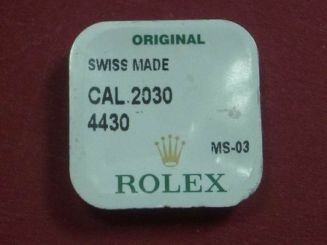 ORIGINAL
SWISS MADE
CAL.2030
4430
MS-03
ROLEX